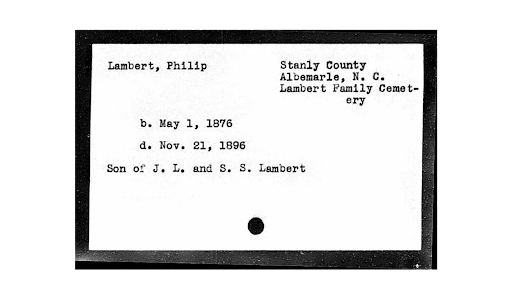 Lambert, Philip
Stanly County
Albemarle, N. C.
Lambert Family Cemet-
ery
b. May 1, 1876
d. Nov. 21, 1896
Son of J. L. and S. S. Lambert